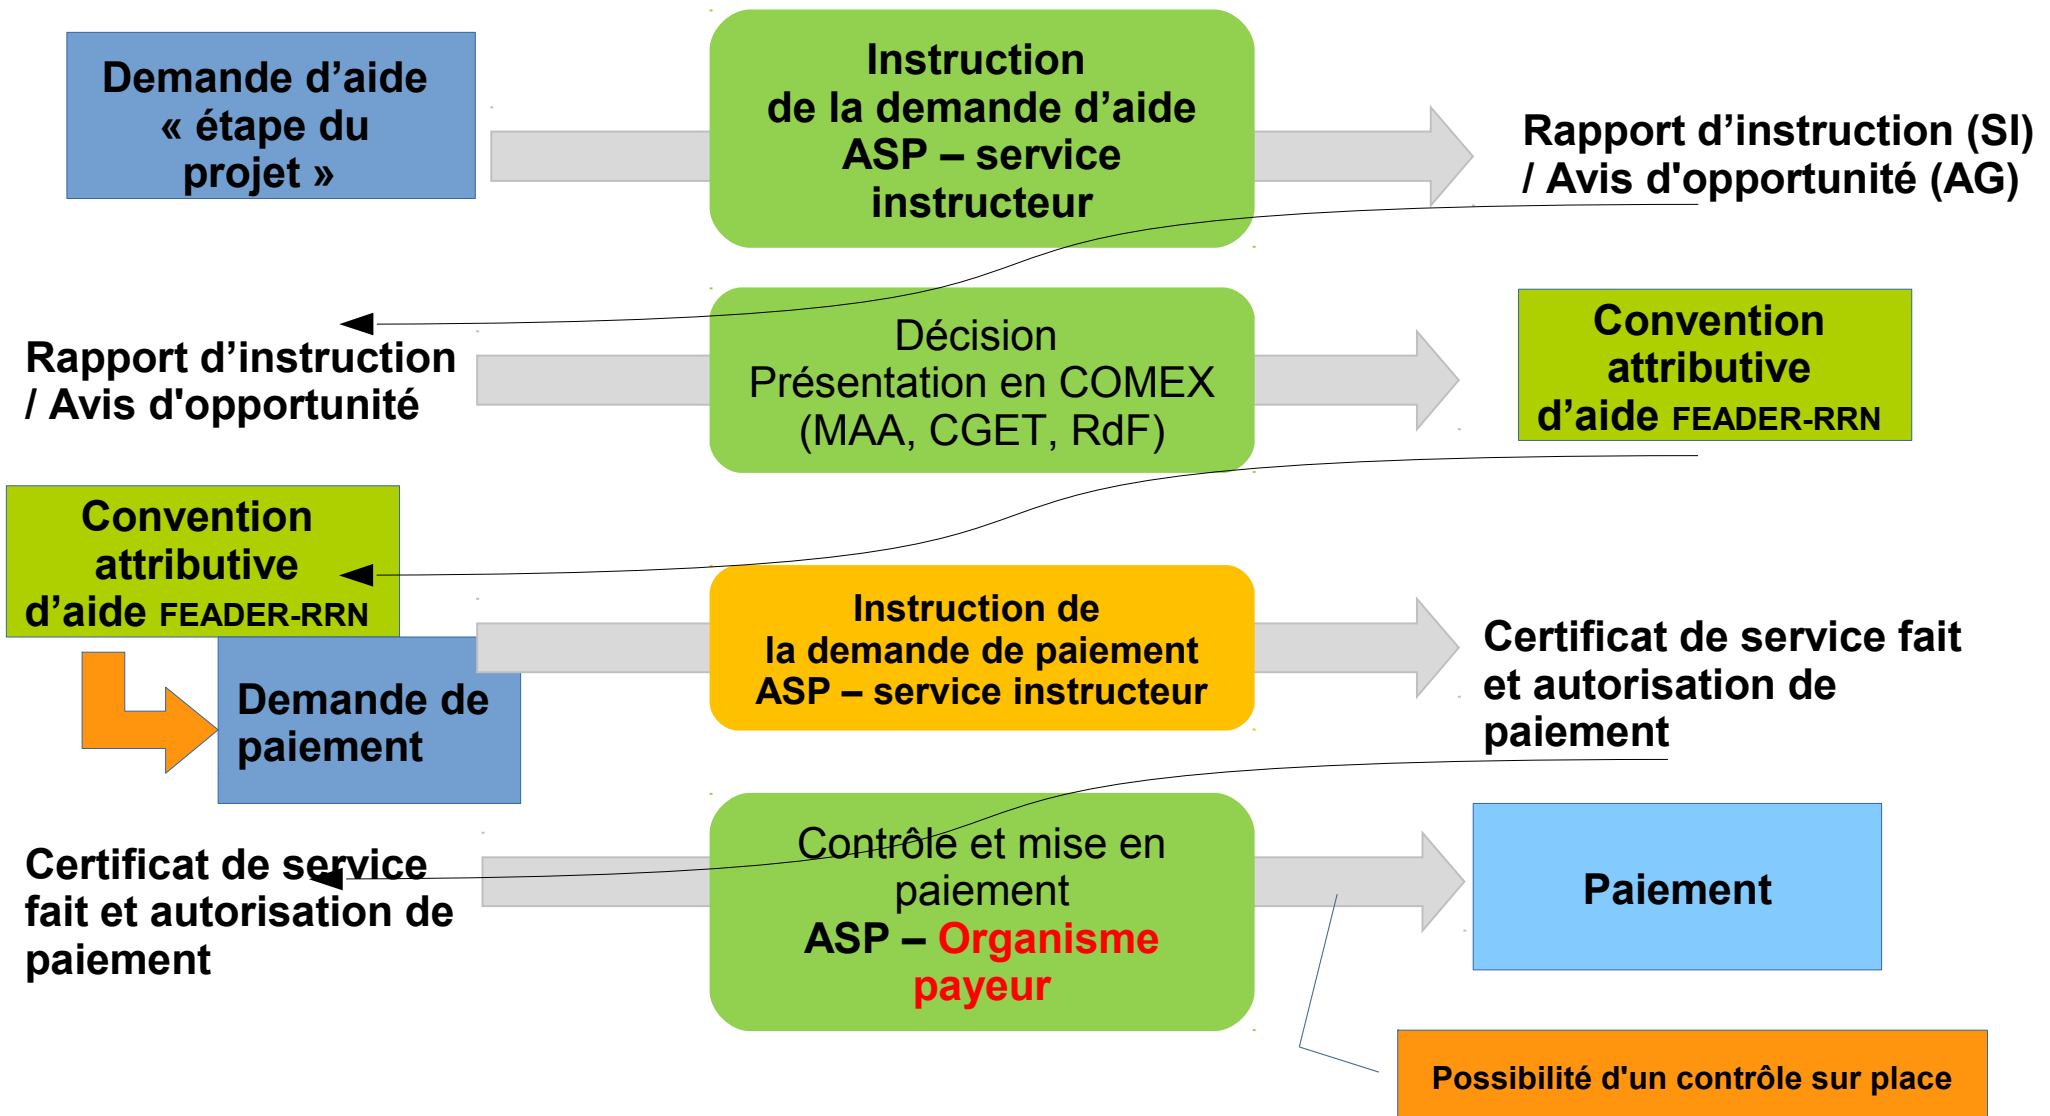 Demande d’aide
« étape du
projet »
Instruction
de la demande d’aide
ASP – service
instructeur
Rapport d’instruction (SI)
/ Avis d'opportunité (AG)
Rapport d’instruction
/ Avis d'opportunité
Décision
Présentation en COMEX
(MAA, CGET, RdF)
Convention
attributive
d’aide FEADER-RRN
Convention
attributive
d’aide FEADER-RRN
Demande de
paiement
Instruction de
la demande de paiement
ASP – service instructeur
Certificat de service fait
et autorisation de
paiement
Certificat de service
fait et autorisation de
paiement
Contrôle et mise en
paiement
ASP – Organisme
payeur
Paiement
Possibilité d'un contrôle sur place